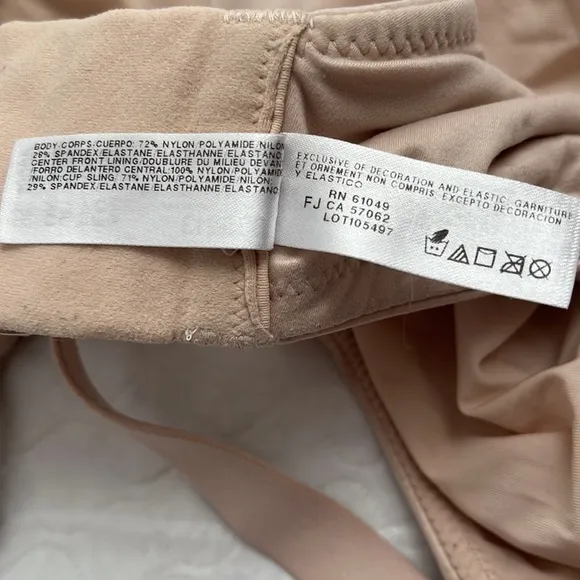 BODY/CORPS/CUERPO: 72% NYLON/POLYAMIDE/NILON
28% SPANDEX/ELASTANE/ELASTHANNE/ELASTANO
CENTER FRONT LINING/DOUBLURE DU MILIEU DEVAN
/FORRO DELANTERO CENTRAL:100% NYLON/POLYAMIDE
/NILON:CUP SLING: 71% NYLON/POLYAMIDE/NILON
29% SPANDEX/ELASTANE/ELASTHANNE/ELASTANO
EXCLUSIVE OF DECORATION AND ELASTIC, GARNITURE
ET ORNEMENT NON COMPRIS, EXCEPTO DECORACION
Y ELASTICO
RN 61049
FJ CA 57062
LOT105497